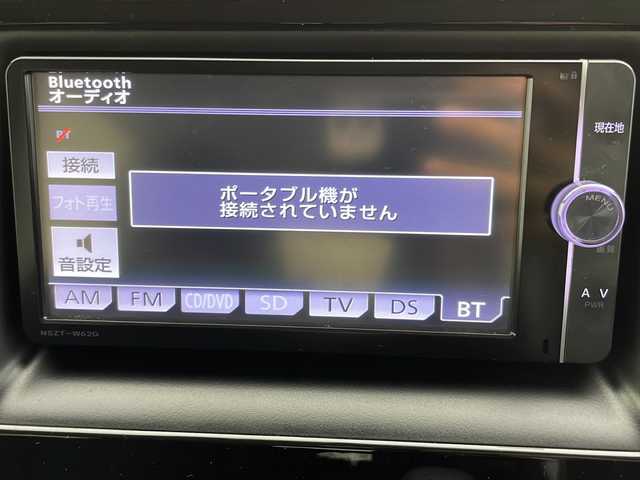 Bluetooth
オーディオ
BT
接続
フォト再生
音設定
ポータブル機が
接続されていません
AM
FM
CD/DVD
SD
TV
DS
BT
NSZT-W62G
現在地
MENU
AV
PWR